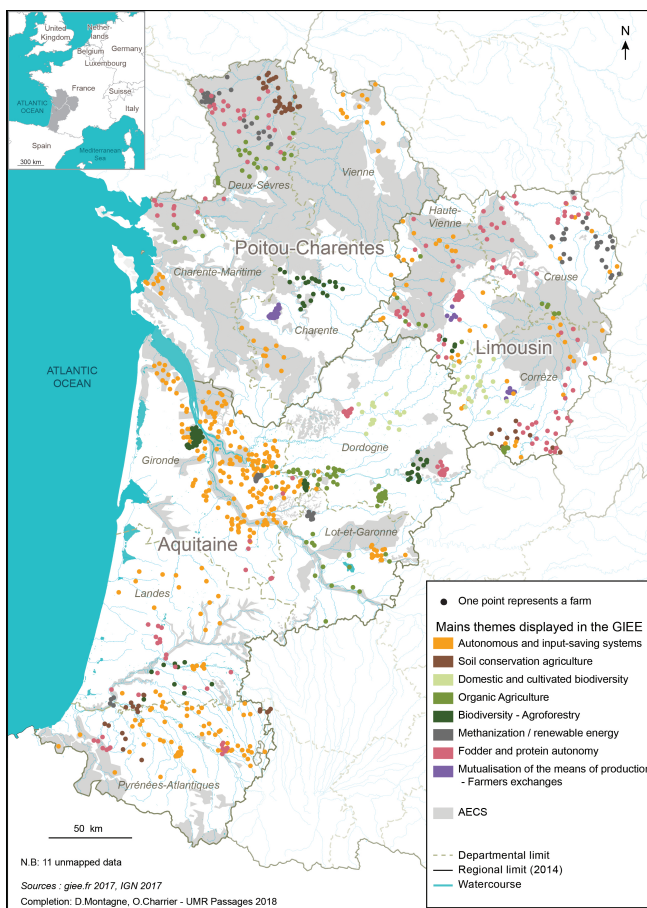 United
Kingdom
Nether-
lands
Belgium
Germany
Luxembourg
France
Suisse
ATLANTIC
OCEAN
Italy
Spain
Mediterranean
Sea
300 km
N
Deux-Sèvres
Vienne
Poitou-Charentes
Haute-
Vienne
Creuse
Charente-Maritime
Charente
Limousin
Corrèze
ATLANTIC
OCEAN
Dordogne
Gironde
Lot-et-Garonne
Aquitaine
Landes
Pyrénées-Atlantiques
50 km
N.B: 11 unmapped data
Sources : giee.fr 2017, IGN 2017
Completion: D.Montagne, O.Charrier - UMR Passages 2018
One point represents a farm
Mains themes displayed in the GIEE
Autonomous and input-saving systems
Soil conservation agriculture
Domestic and cultivated biodiversity
Organic Agriculture
Biodiversity - Agroforestry
Methanization / renewable energy
Fodder and protein autonomy
Mutualisation of the means of production
- Farmers exchanges
AECS
Departmental limit
Regional limit (2014)
Watercourse